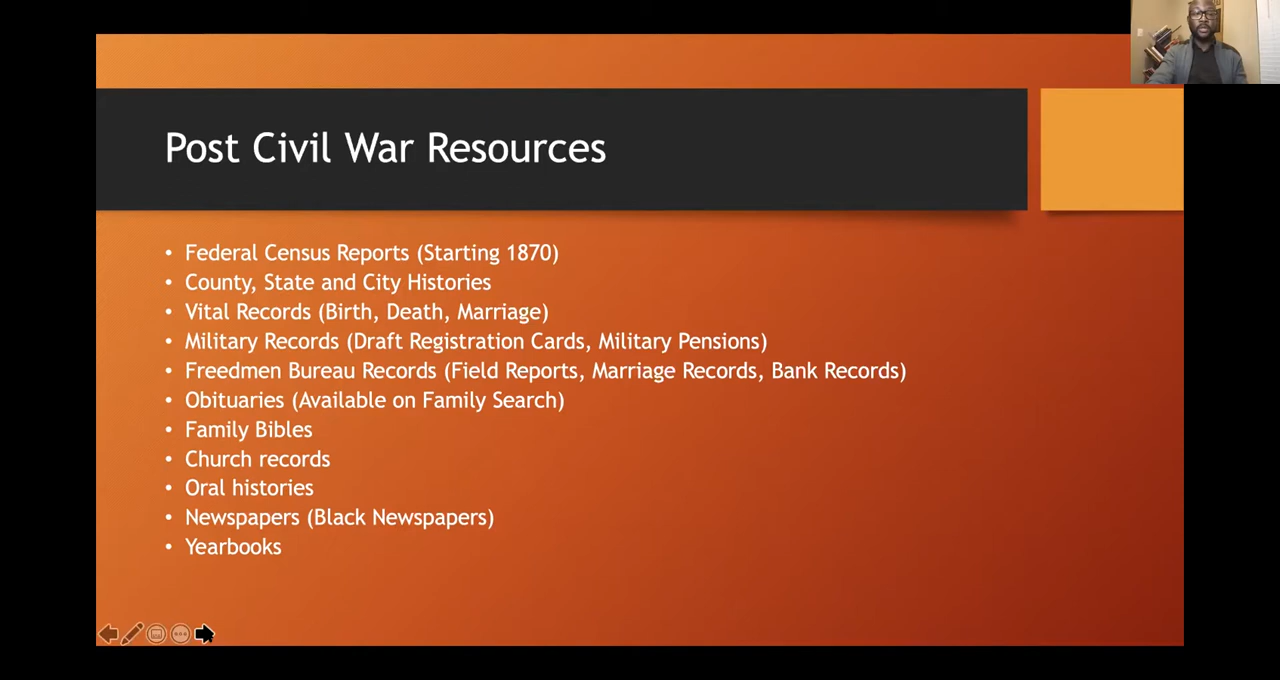 Post Civil War Resources
• Federal Census Reports (Starting 1870)
• County, State and City Histories
• Vital Records (Birth, Death, Marriage)
• Military Records (Draft Registration Cards, Military Pensions)
• Freedmen Bureau Records (Field Reports, Marriage Records, Bank Records)
• Obituaries (Available on Family Search)
• Family Bibles
• Church records
• Oral histories
• Newspapers (Black Newspapers)
• Yearbooks